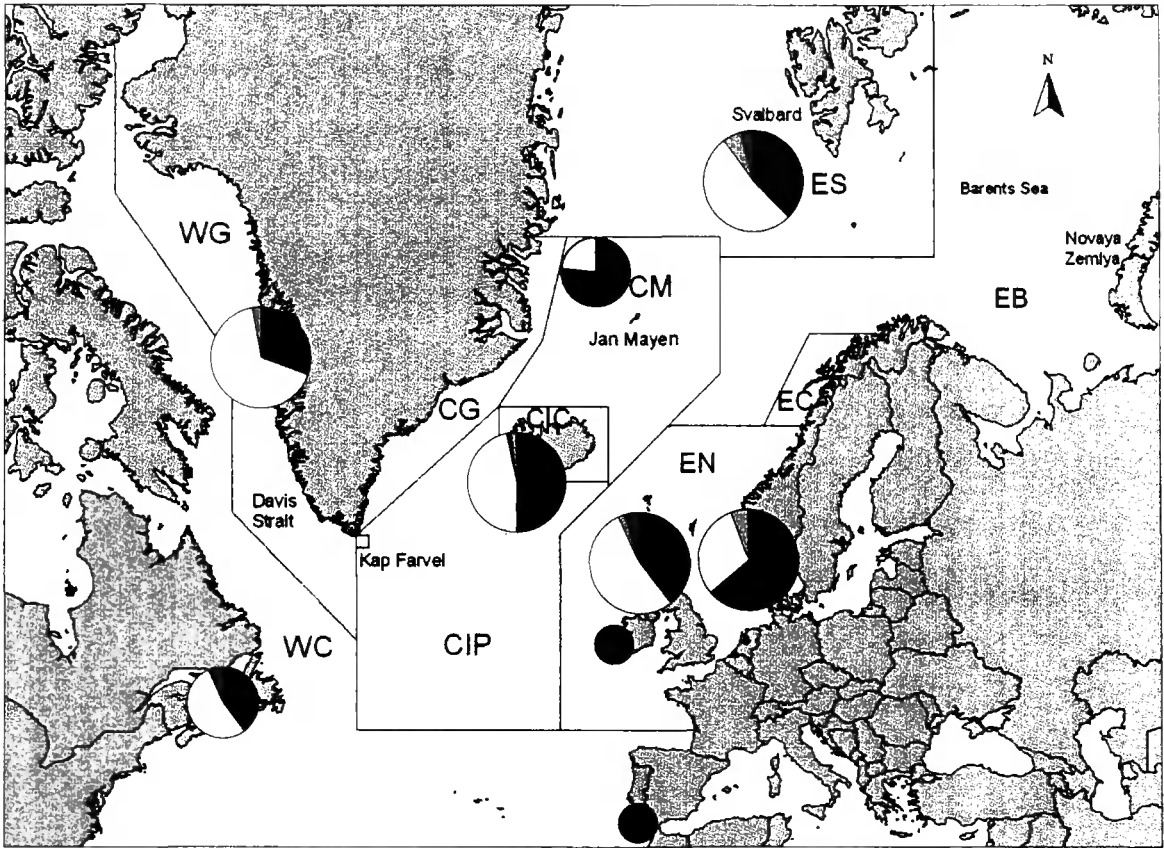 N
Svalbard
ES
Barents Sea
WG
Novaya
Zemlya
CM
EB
Jan Mayen
CG
CIC
EC
EN
Davis
Strait
Kap Farvel
WC
CIP